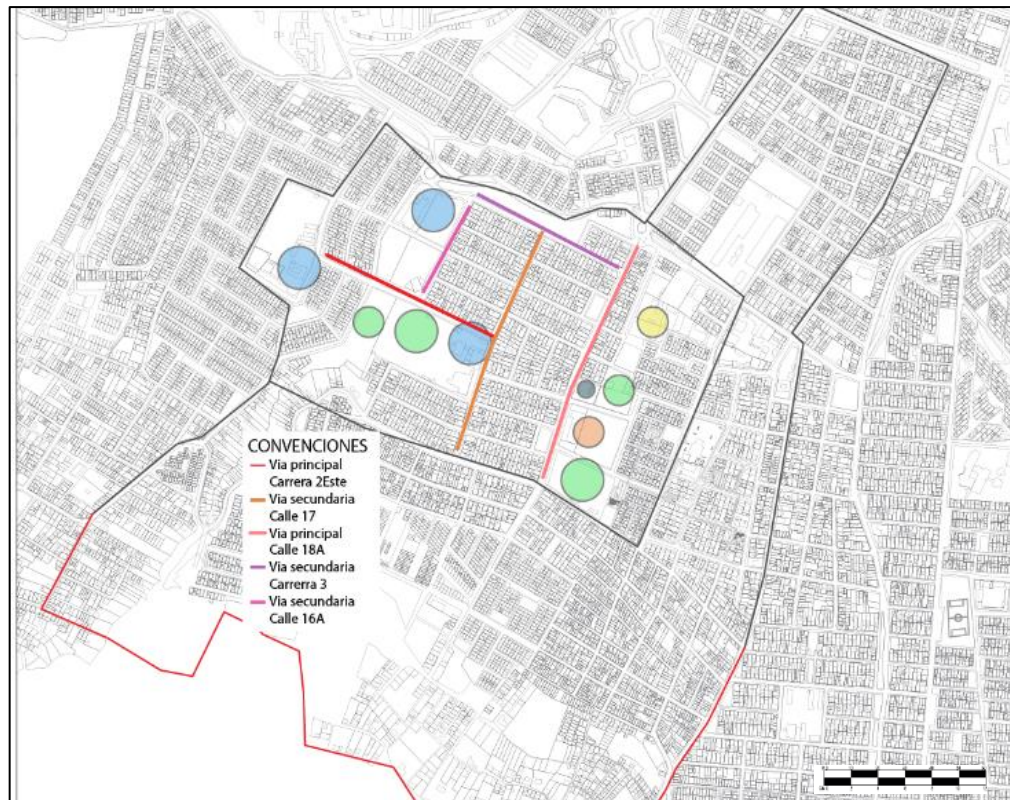 CONVENCIONES
Via principal
Carrera 2Este
Via secundaria
Calle 17
Via principal
Calle 18A
Via secundaria
Carrerra 3
Via secundaria
Calle 16A